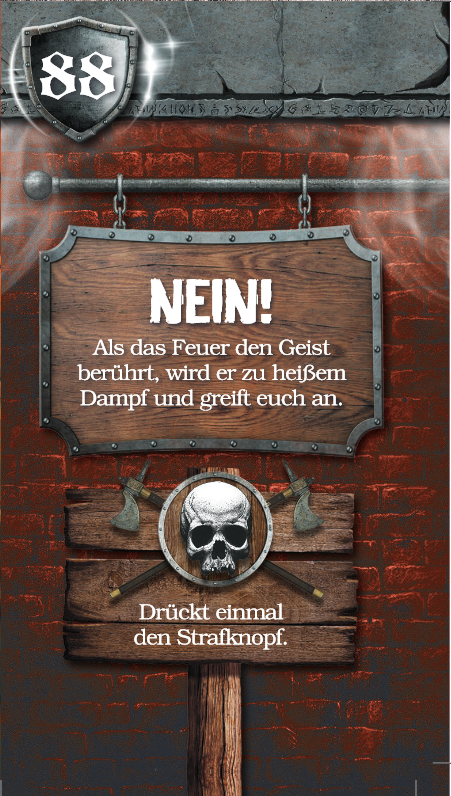 88
NEIN!
Als das Feuer den Geist
berührt, wird er zu heißem
Dampf und greift euch an.
Drückt einmal
den Strafknopf.